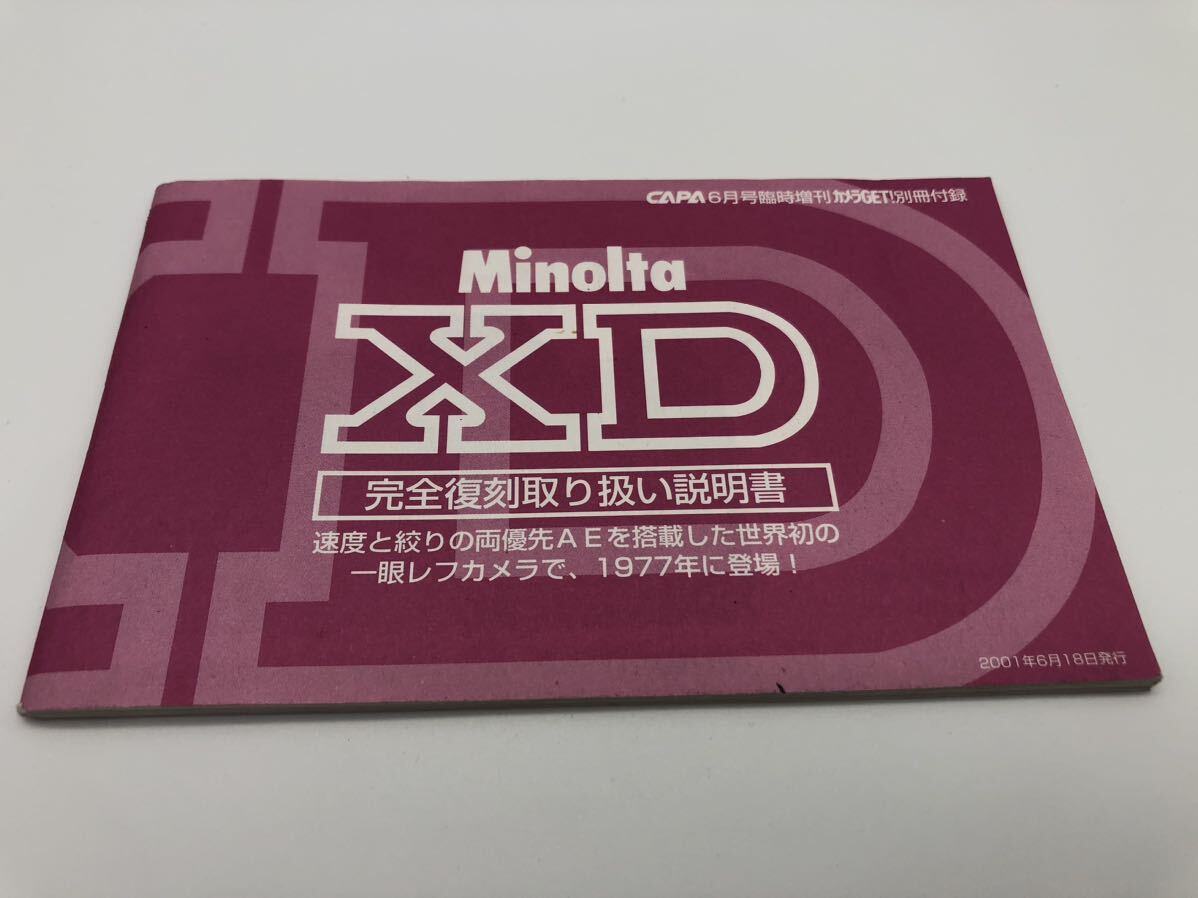 CAPA6月号臨時増刊 カメラGET!別冊付録
Minolta
XD
完全復刻取り扱い説明書
速度と絞りの両優先AEを搭載した世界初の
一眼レフカメラで、1977年に登場!
2001年6月18日発行